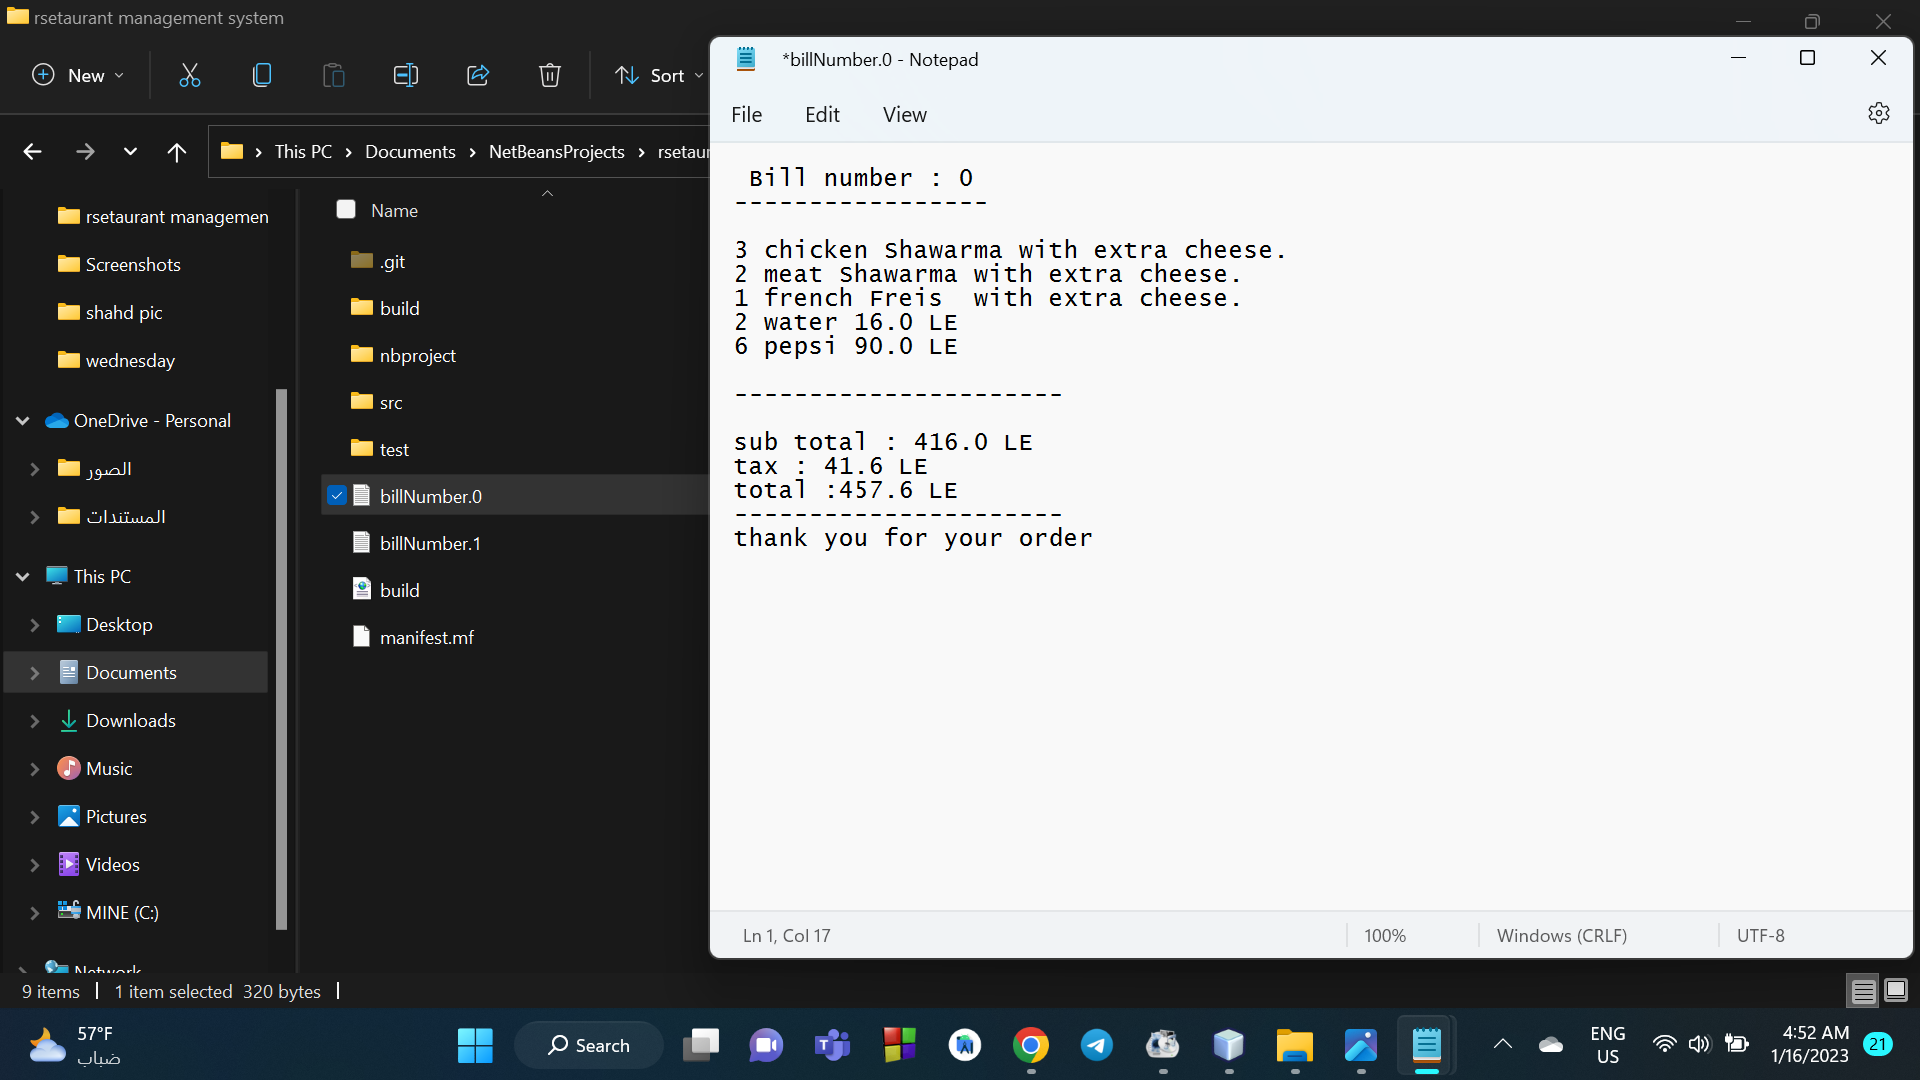 rsetaurant management system
New
Sort
This PC
Documents
NetBeansProjects
rsetaur
rsetaurant managemen
Screenshots
shahd pic
wednesday
OneDrive - Personal
الصور
المستندات
This PC
Desktop
Documents
Downloads
Music
Pictures
Videos
MINE (C:)
Network
Name
.git
build
nbproject
src
test
billNumber.0
billNumber.1
build
manifest.mf
9 items
1 item selected 320 bytes
*billNumber.0 - Notepad
File Edit View
Bill number : 0
-----------------
3 chicken Shawarma with extra cheese.
2 meat Shawarma with extra cheese.
1 french Freis  with extra cheese.
2 water 16.0 LE
6 pepsi 90.0 LE
----------------------
sub total : 416.0 LE
tax : 41.6 LE
total :457.6 LE
----------------------
thank you for your order
Ln 1, Col 17
100%
Windows (CRLF)
UTF-8
57°F
ضباب
Search
ENG
US
4:52 AM
1/16/2023
21